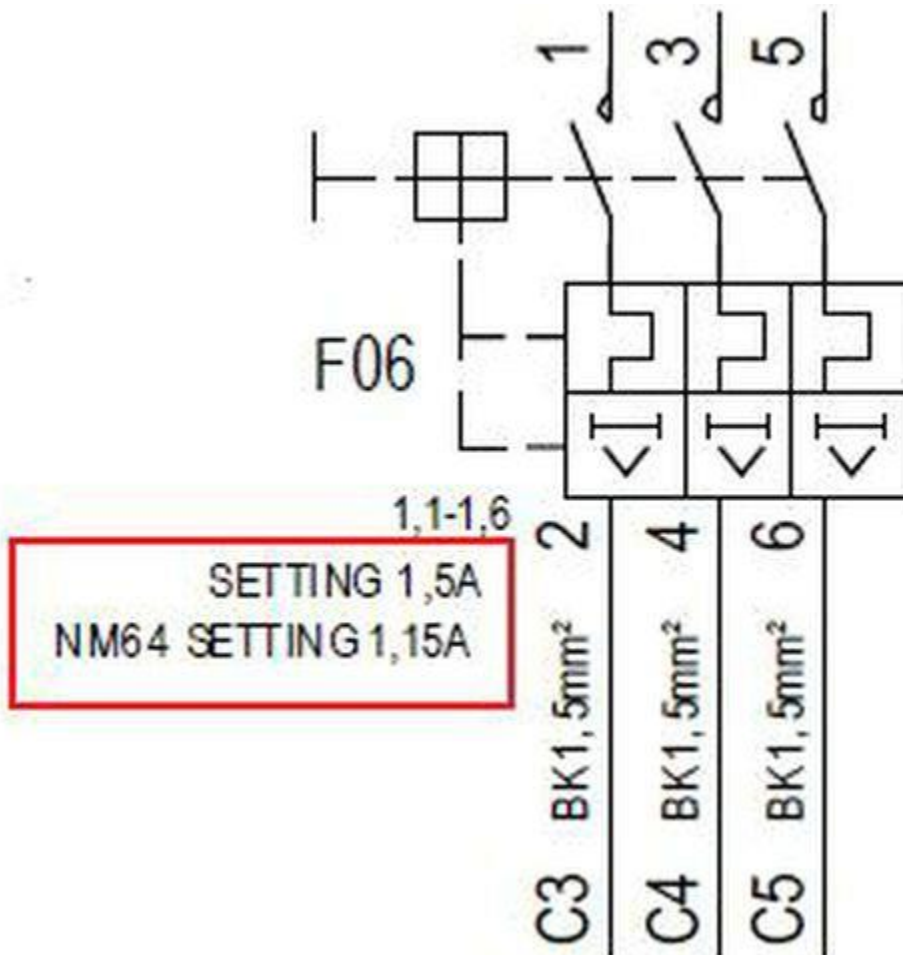 1 3 5
F06
1,1-1,6
SETTING 1,5A
NM64 SETTING 1,15A
2 4 6
BK1,5mm² BK1,5mm² BK1,5mm²
C3 C4 C5